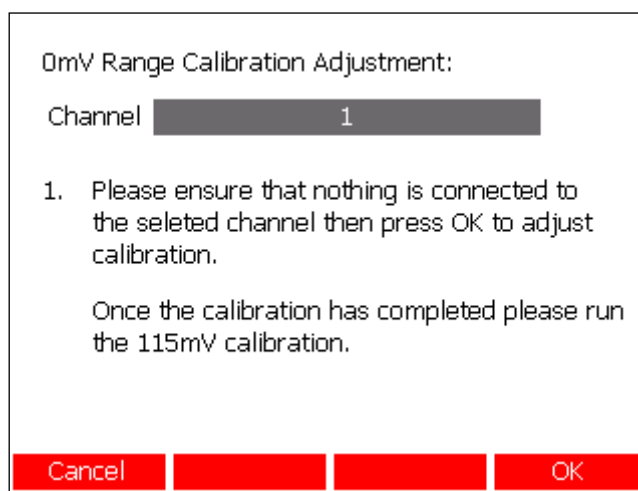 0mV Range Calibration Adjustment:
Channel 1
1. Please ensure that nothing is connected to
the seleted channel then press OK to adjust
calibration.
Once the calibration has completed please run
the 115mV calibration.
Cancel OK